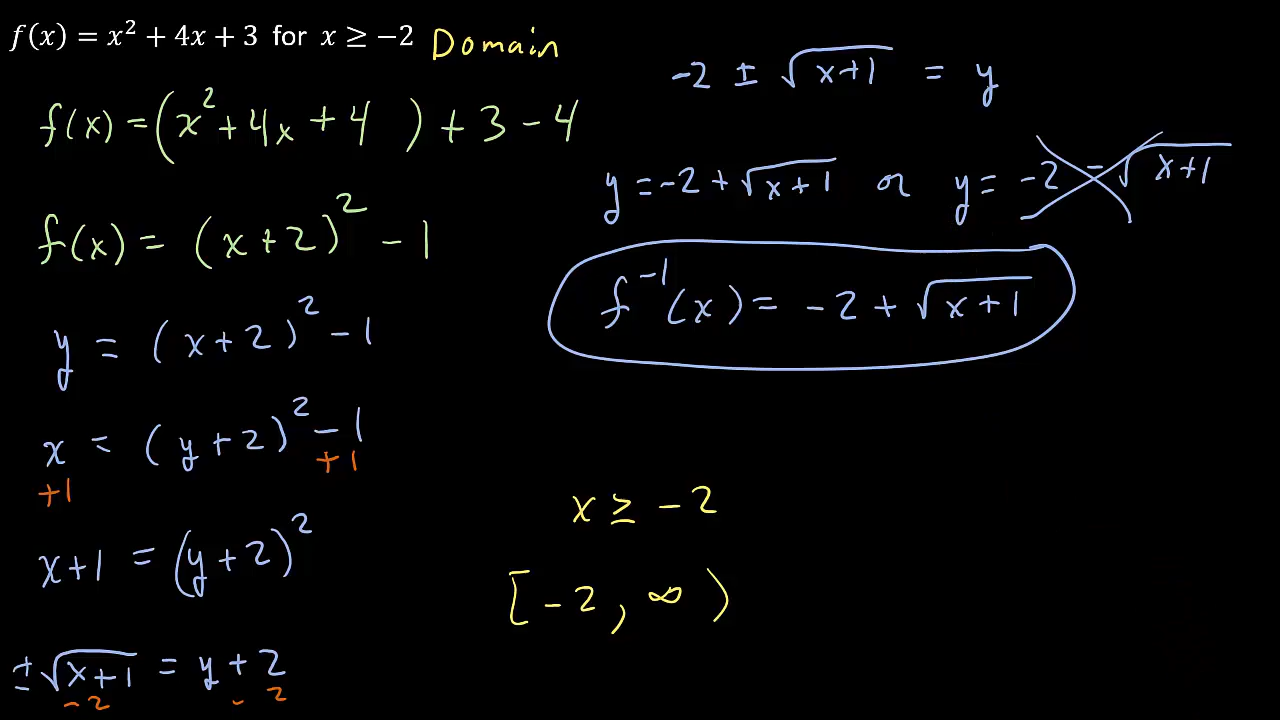 f(x) = x² + 4x + 3 for x ≥ −2 Domain
f(x) = (x² + 4x + 4 ) + 3 − 4
f(x) = (x + 2)² − 1
y = (x + 2)² − 1
x = (y + 2)² − 1
+1 +1
x+1 = (y + 2)²
± √(x+1) = y + 2
−2 − 2
−2 ± √(x+1) = y
y = −2 + √(x+1) or y = −2 − √(x+1)
f⁻¹(x) = −2 + √(x+1)
x ≥ −2
[−2, ∞)